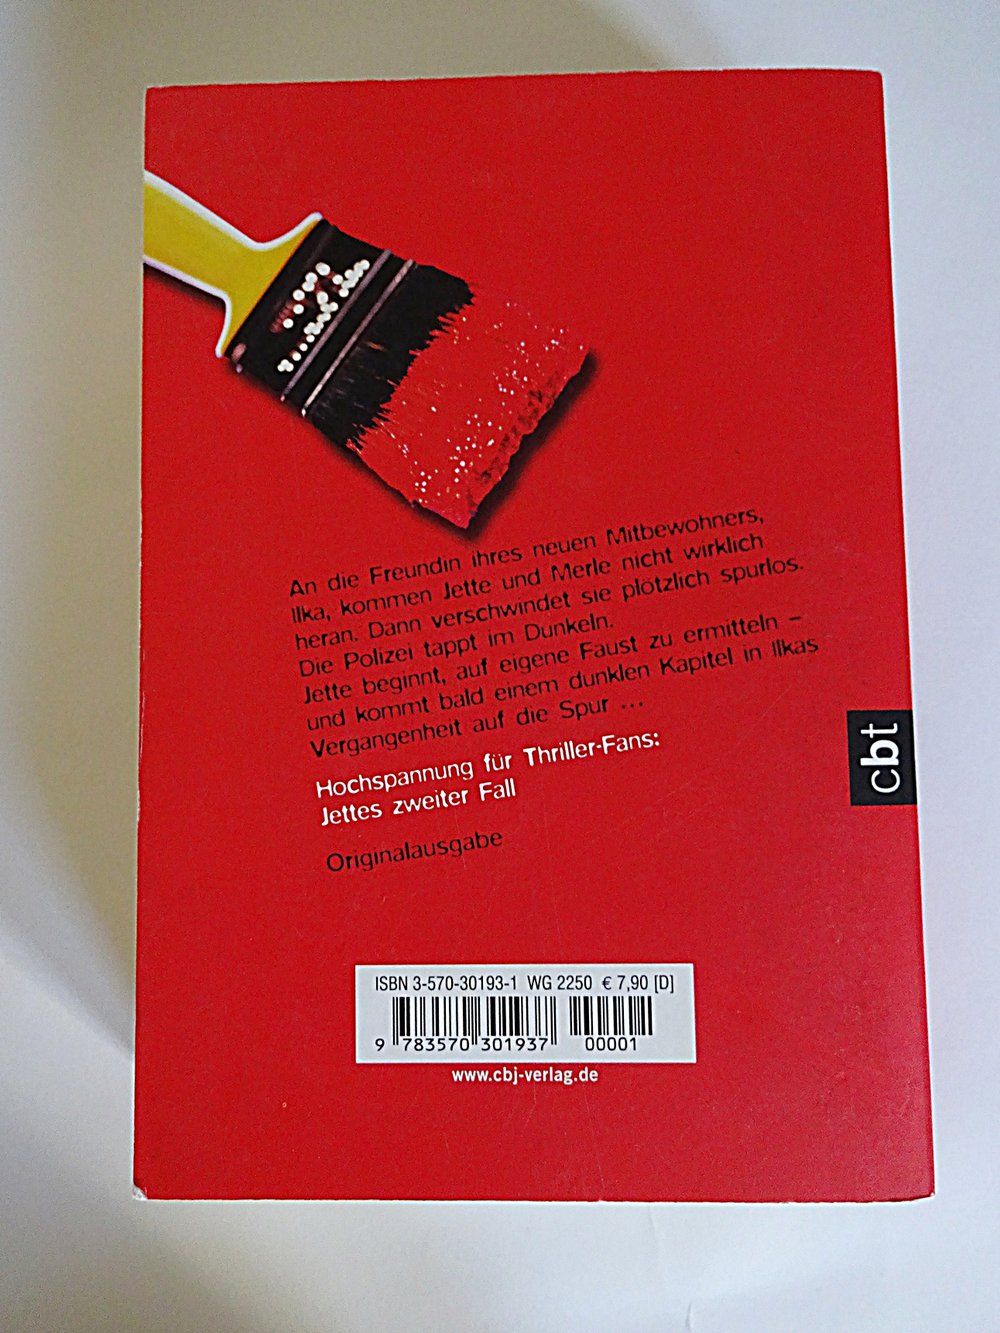 An die Freundin ihres neuen Mitbewohners,
Ilka, kommen Jette und Merle nicht wirklich
heran. Dann verschwindet sie plötzlich spurlos.
Die Polizei tappt im Dunkeln.
Jette beginnt, auf eigene Faust zu ermitteln –
und kommt bald einem dunklen Kapitel in Ilkas
Vergangenheit auf die Spur ...
Hochspannung für Thriller-Fans:
Jettes zweiter Fall
Originalausgabe
cbt
ISBN 3-570-30193-1 WG 2250 € 7,90 [D]
9 783570 301937 00001
www.cbj-verlag.de